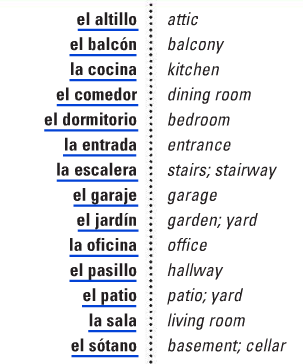 el altillo attic
el balcón balcony
la cocina kitchen
el comedor dining room
el dormitorio bedroom
la entrada entrance
la escalera stairs; stairway
el garaje garage
el jardín garden; yard
la oficina office
el pasillo hallway
el patio patio; yard
la sala living room
el sótano basement; cellar